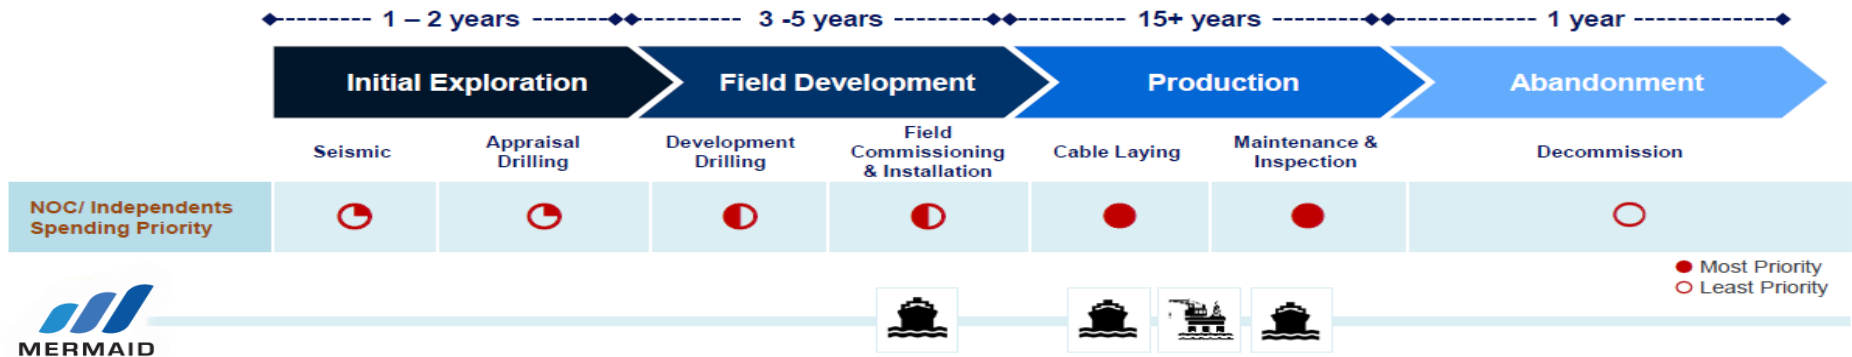 1 – 2 years
3 -5 years
15+ years
1 year
Initial Exploration
Field Development
Production
Abandonment
Seismic
Appraisal
Drilling
Development
Drilling
Field
Commissioning
& Installation
Cable Laying
Maintenance &
Inspection
Decommission
NOC/ Independents
Spending Priority
Most Priority
Least Priority
MERMAID